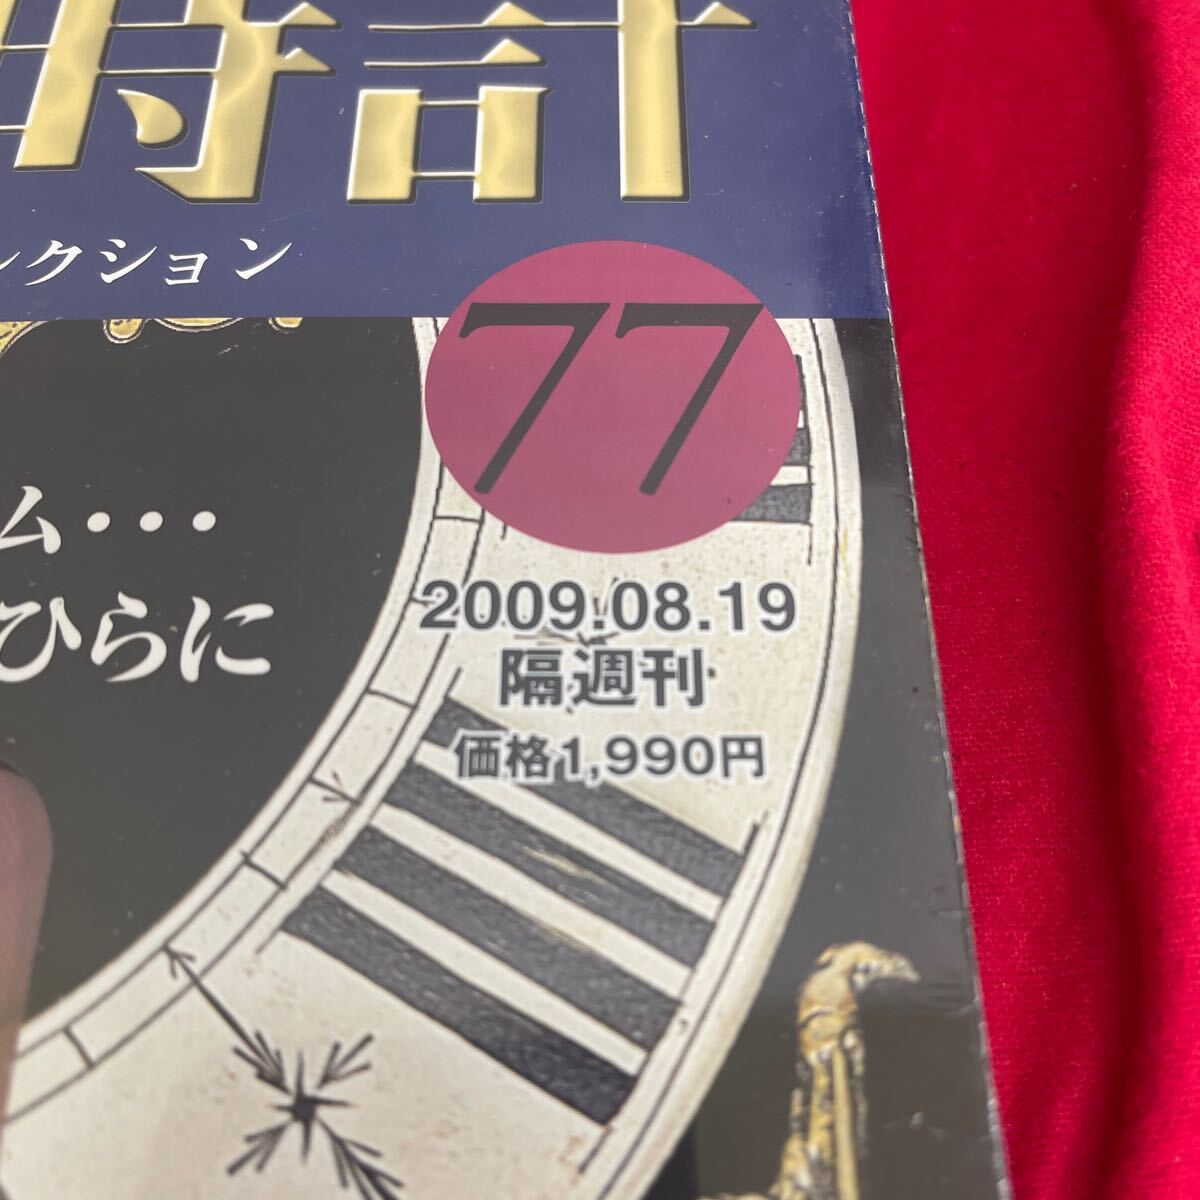 時計
レクション
77
ム・・・
ひらに
2009.08.19
隔週刊
価格1,990円